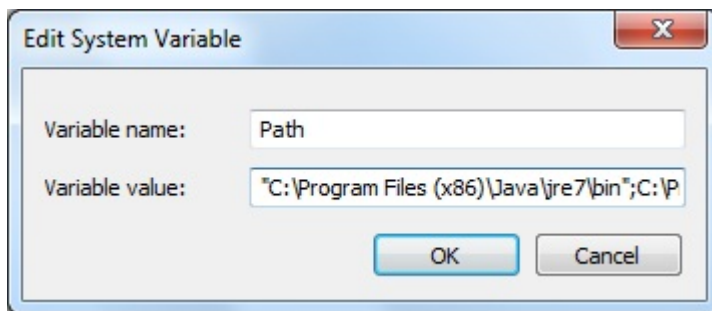 Edit System Variable
Variable name: Path
Variable value: "C:\Program Files (x86)\Java\jre7\bin";C:\P
OK Cancel